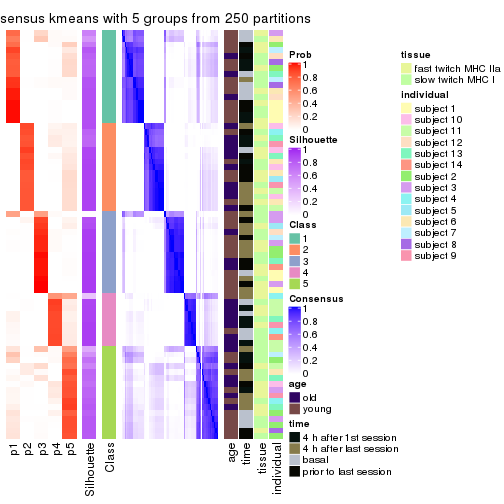 sensus kmeans with 5 groups from 250 partitions
Prob
1
0.8
0.6
0.4
0.2
0
Silhouette
1
0.8
0.6
0.4
0.2
0
Class
1
2
3
4
5
Consensus
1
0.8
0.6
0.4
0.2
0
age
old
young
time
4 h after 1st session
4 h after last session
basal
prior to last session
tissue
fast twitch MHC IIa
slow twitch MHC I
individual
subject 1
subject 10
subject 11
subject 12
subject 13
subject 14
subject 2
subject 3
subject 4
subject 5
subject 6
subject 7
subject 8
subject 9
p1
p2
p3
p4
p5
Silhouette
Class
age
time
tissue
individual